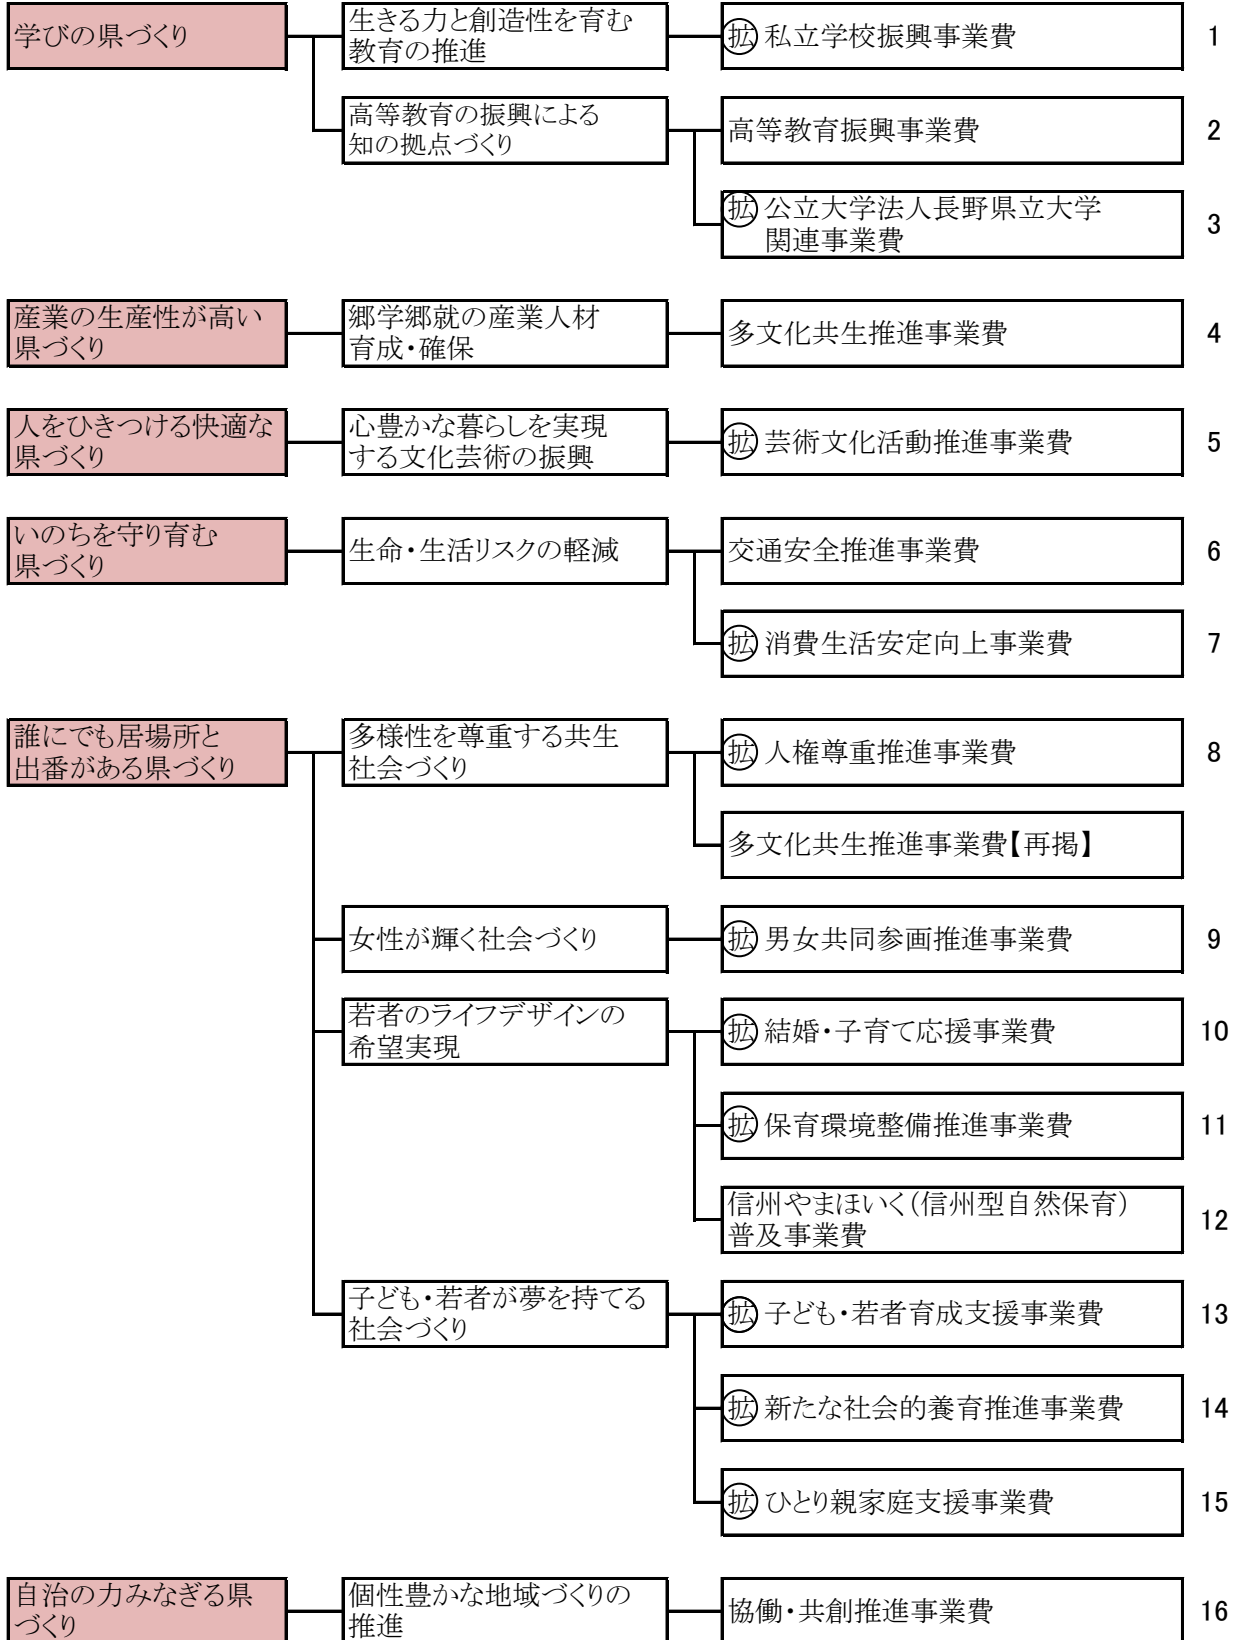 学びの県づくり
生きる力と創造性を育む
教育の推進
拡 私立学校振興事業費
1
高等教育の振興による
知の拠点づくり
高等教育振興事業費
2
拡 公立大学法人長野県立大学
関連事業費
3
産業の生産性が高い
県づくり
郷学郷就の産業人材
育成・確保
多文化共生推進事業費
4
人をひきつける快適な
県づくり
心豊かな暮らしを実現
する文化芸術の振興
拡 芸術文化活動推進事業費
5
いのちを守り育む
県づくり
生命・生活リスクの軽減
交通安全推進事業費
6
拡 消費生活安定向上事業費
7
誰にでも居場所と
出番がある県づくり
多様性を尊重する共生
社会づくり
拡 人権尊重推進事業費
8
多文化共生推進事業費【再掲】
女性が輝く社会づくり
拡 男女共同参画推進事業費
9
若者のライフデザインの
希望実現
拡 結婚・子育て応援事業費
10
拡 保育環境整備推進事業費
11
信州やまほいく(信州型自然保育)
普及事業費
12
子ども・若者が夢を持てる
社会づくり
拡 子ども・若者育成支援事業費
13
拡 新たな社会的養育推進事業費
14
拡 ひとり親家庭支援事業費
15
自治の力みなぎる県
づくり
個性豊かな地域づくりの
推進
協働・共創推進事業費
16